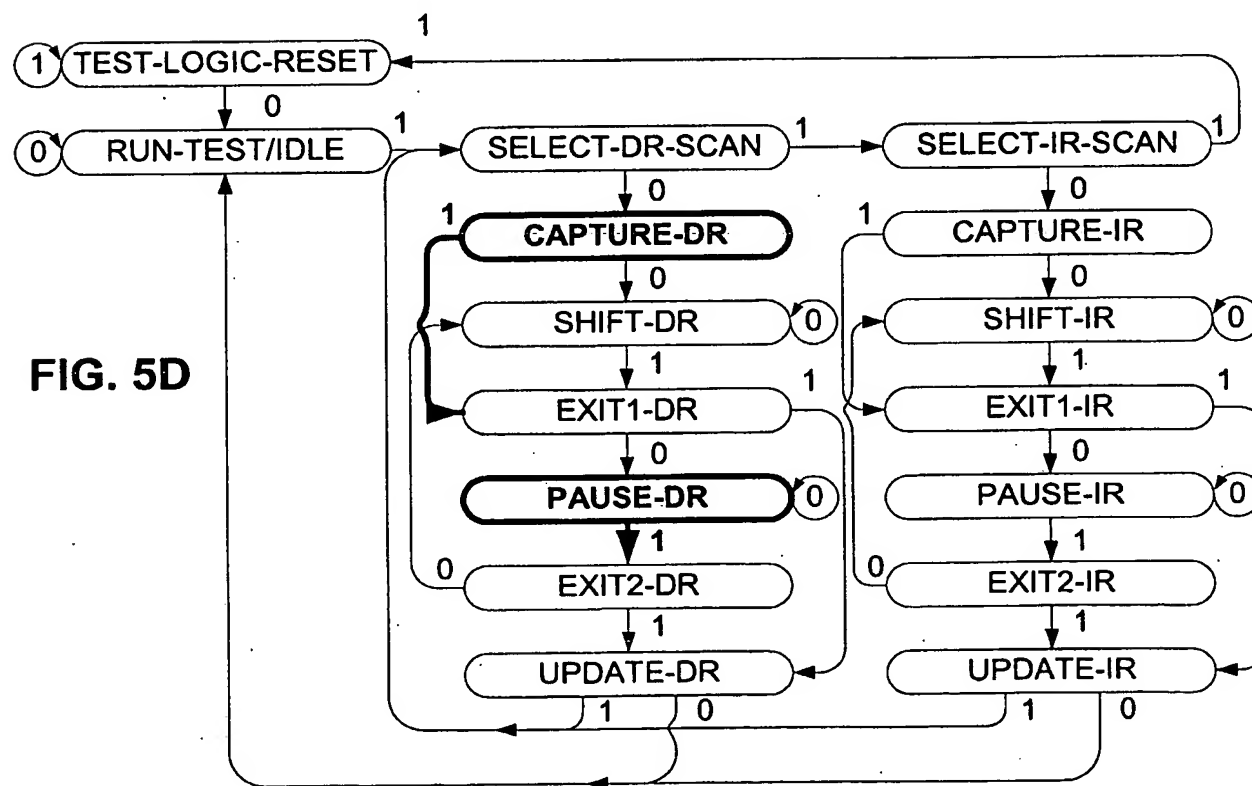 1
1 TEST-LOGIC-RESET
0
0 RUN-TEST/IDLE 1 SELECT-DR-SCAN 1 SELECT-IR-SCAN 1
0 0
1 CAPTURE-DR 1 CAPTURE-IR
0 0
SHIFT-DR 0 SHIFT-IR 0
FIG. 5D
1 1 1 1
EXIT1-DR EXIT1-IR
0 0
PAUSE-DR 0 PAUSE-IR 0
1 1
0 EXIT2-DR 0 EXIT2-IR
1 1
UPDATE-DR UPDATE-IR
1 0 1 0